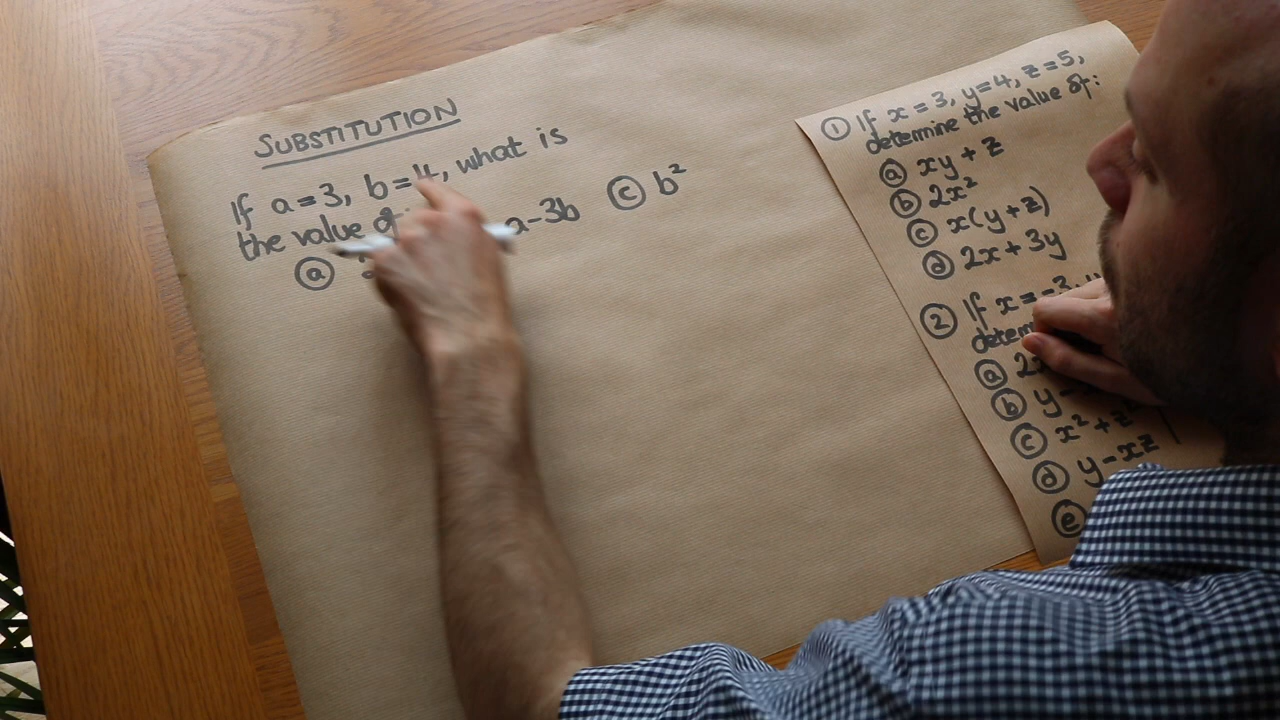 SUBSTITUTION
If a=3, b=4, what is
the value of
ⓐ a-3b ⓒ b²
① If x=3, y=4, z=5,
determine the value of:
ⓐ xy+z
ⓑ 2x²
ⓒ x(y+z)
ⓓ 2x+3y
② If x=-3,
ⓐ
ⓑ y-
ⓒ x²+z
ⓓ y-xz
ⓔ